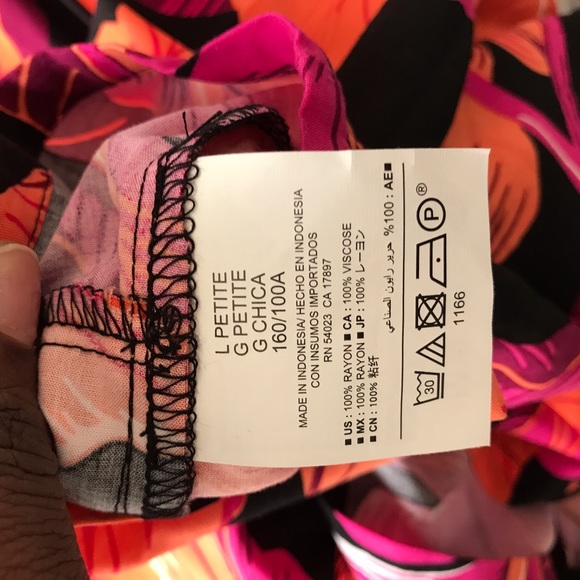 L PETITE
G PETITE
G CHICA
160/100A
MADE IN INDONESIA/ HECHO EN INDONESIA
CON INSUMOS IMPORTADOS
RN 54023 CA 17897
■ US : 100% RAYON ■ CA : 100% VISCOSE
■ MX : 100% RAYON ■ JP : 100% レーヨン
■ CN : 100% 粘纤
%100 : AE■ حرير رايون الصناعي
30 P ®
1166